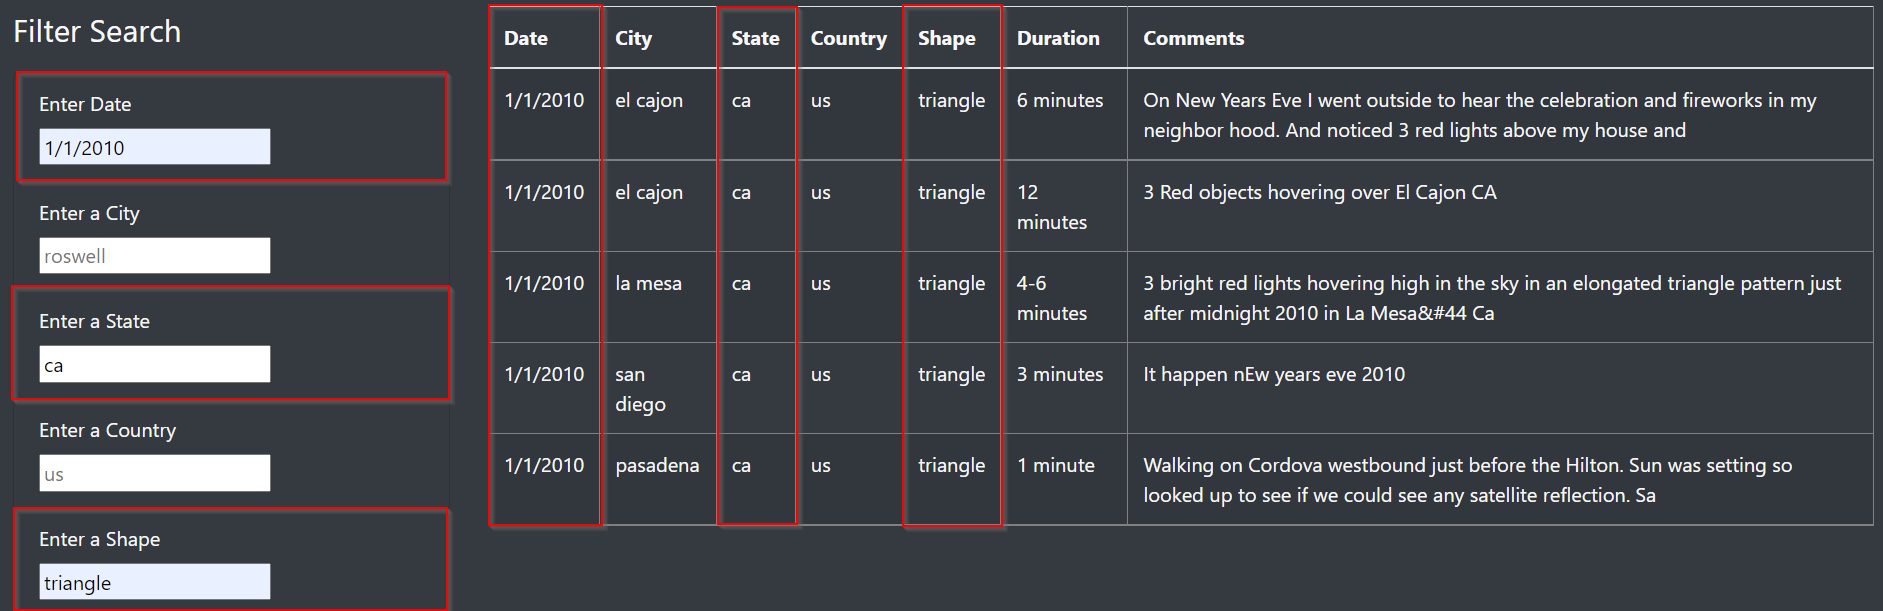 Filter Search
Enter Date
1/1/2010
Enter a City
roswell
Enter a State
ca
Enter a Country
us
Enter a Shape
triangle
Date City State Country Shape Duration Comments
1/1/2010 el cajon ca us triangle 6 minutes On New Years Eve I went outside to hear the celebration and fireworks in my
neighbor hood. And noticed 3 red lights above my house and
1/1/2010 el cajon ca us triangle 12 3 Red objects hovering over El Cajon CA
minutes
1/1/2010 la mesa ca us triangle 4-6 3 bright red lights hovering high in the sky in an elongated triangle pattern just
minutes after midnight 2010 in La Mesa&#44 Ca
1/1/2010 san ca us triangle 3 minutes It happen nEw years eve 2010
diego
1/1/2010 pasadena ca us triangle 1 minute Walking on Cordova westbound just before the Hilton. Sun was setting so
looked up to see if we could see any satellite reflection. Sa